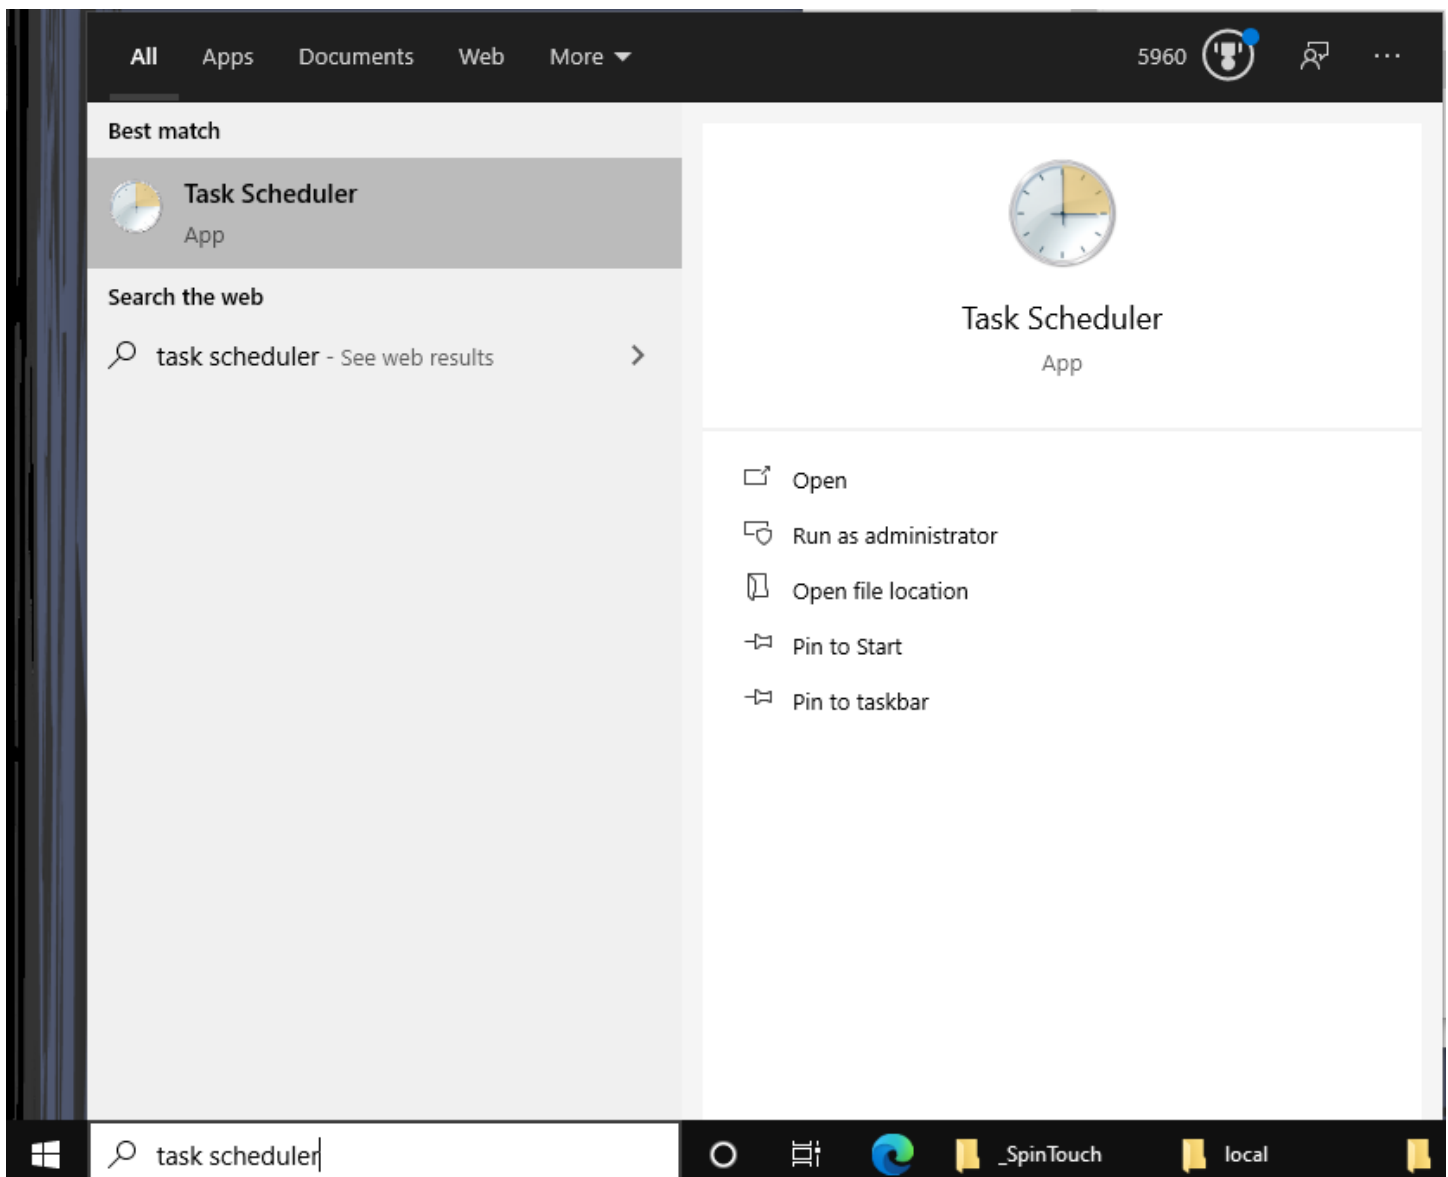 All Apps Documents Web More 5960 ...
Best match
Task Scheduler
App
Search the web
task scheduler - See web results
Task Scheduler
App
Open
Run as administrator
Open file location
Pin to Start
Pin to taskbar
task scheduler
_SpinTouch
local